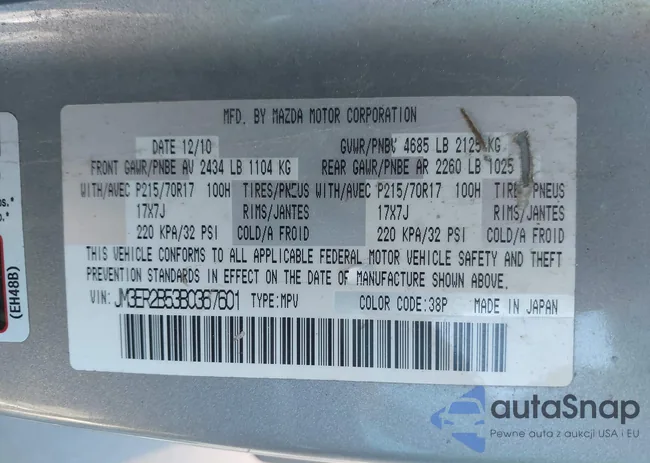 MFD. BY MAZDA MOTOR CORPORATION
DATE 12/10 GVWR/PNBV 4685 LB 2125 KG
FRONT GAWR/PNBE AV 2434 LB 1104 KG REAR GAWR/PNBE AR 2260 LB 1025
WITH/AVEC P215/70R17 100H TIRES/PNEUS WITH/AVEC P215/70R17 100H TIRES/PNEUS
17X7J RIMS/JANTES 17X7J RIMS/JANTES
220 KPA/32 PSI COLD/A FROID 220 KPA/32 PSI COLD/A FROID
THIS VEHICLE CONFORMS TO ALL APPLICABLE FEDERAL MOTOR VEHICLE SAFETY AND THEFT
PREVENTION STANDARDS IN EFFECT ON THE DATE OF MANUFACTURE SHOWN ABOVE.
VIN: JM3ER2B53B0367601 TYPE:MPV COLOR CODE:38P MADE IN JAPAN
(EH48B)
autaSnap
Pewne auta z aukcji USA i EU